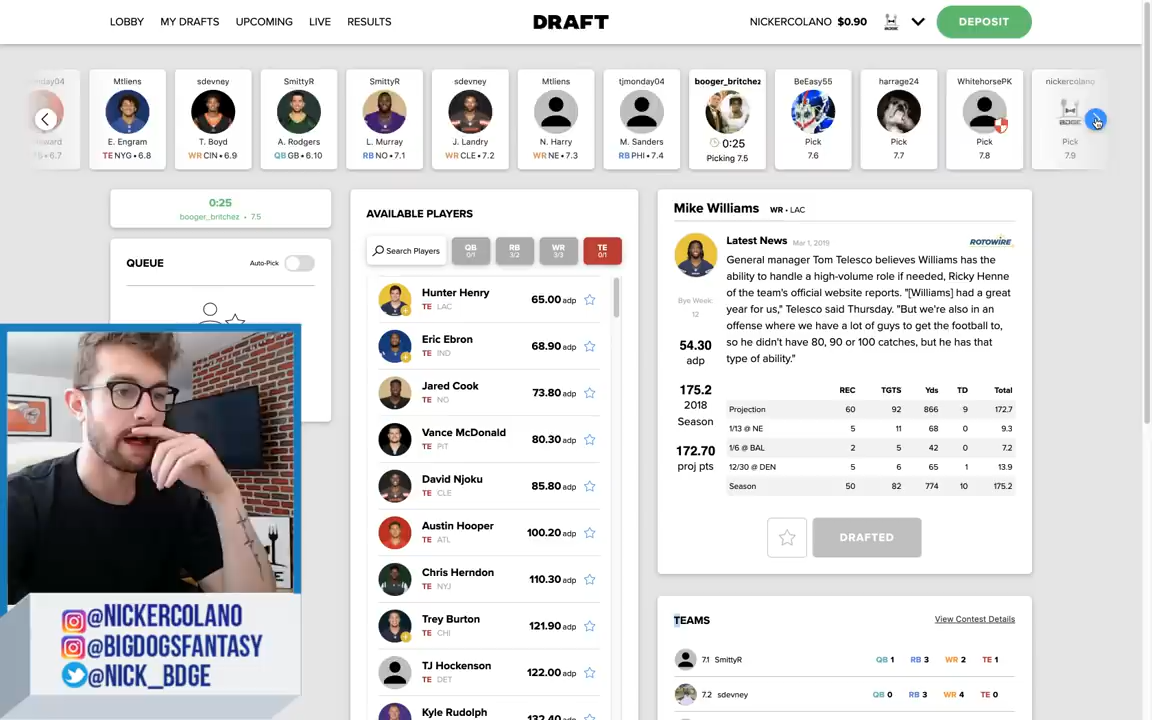 LOBBY MY DRAFTS UPCOMING LIVE RESULTS DRAFT NICKERCOLANO $0.90 DEPOSIT
Mtliens sdevney SmittyR SmittyR sdevney Mtliens tjmonday04 booger_britchez BeEasy55 harrage24 WhitehorsePK nickercolano
E. Engram T. Boyd A. Rodgers L. Murray J. Landry N. Harry M. Sanders 0:25 Pick Pick Pick Pick
TE NYG • 6.8 WR CIN • 6.9 QB GB • 6.10 RB NO • 7.1 WR CLE • 7.2 WR NE • 7.3 RB PHI • 7.4 Picking 7.5 7.6 7.7 7.8 7.9
0:25
booger_britchez • 7.5
QUEUE Auto-Pick
AVAILABLE PLAYERS
Search Players
QB 0/1
RB 3/2
WR 3/3
TE 0/1
Hunter Henry
TE LAC
65.00 adp
Eric Ebron
TE IND
68.90 adp
Jared Cook
TE NO
73.80 adp
Vance McDonald
TE PIT
80.30 adp
David Njoku
TE CLE
85.80 adp
Austin Hooper
TE ATL
100.20 adp
Chris Herndon
TE NYJ
110.30 adp
Trey Burton
TE CHI
121.90 adp
TJ Hockenson
TE DET
122.00 adp
Kyle Rudolph
132.40 adp
Mike Williams WR • LAC
Latest News Mar 1, 2019 ROTOWIRE
General manager Tom Telesco believes Williams has the
ability to handle a high-volume role if needed, Ricky Henne
of the team's official website reports. "[Williams] had a great
year for us," Telesco said Thursday. "But we're also in an
offense where we have a lot of guys to get the football to,
so he didn't have 80, 90 or 100 catches, but he has that
type of ability."
Bye Week:
12
54.30
adp
175.2
2018
Season
172.70
proj pts
REC TGTS Yds TD Total
Projection 60 92 866 9 172.7
1/13 @ NE 5 11 68 0 9.3
1/6 @ BAL 2 5 42 0 7.2
12/30 @ DEN 5 6 65 1 13.9
Season 50 82 774 10 175.2
DRAFTED
TEAMS View Contest Details
7.1 SmittyR QB 1 RB 3 WR 2 TE 1
7.2 sdevney QB 0 RB 3 WR 4 TE 0
@NICKERCOLANO
@BIGDOGSFANTASY
@NICK_BDGE